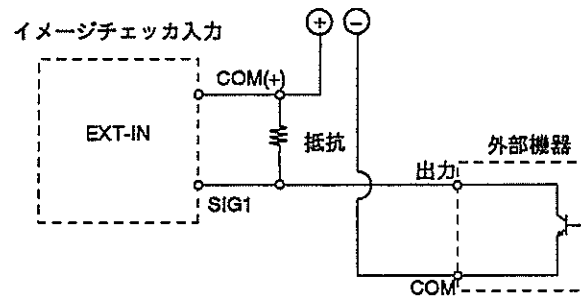 イメージチェッカ入力
+ −
COM(+)
EXT-IN
抵抗
外部機器
出力
SIG1
COM